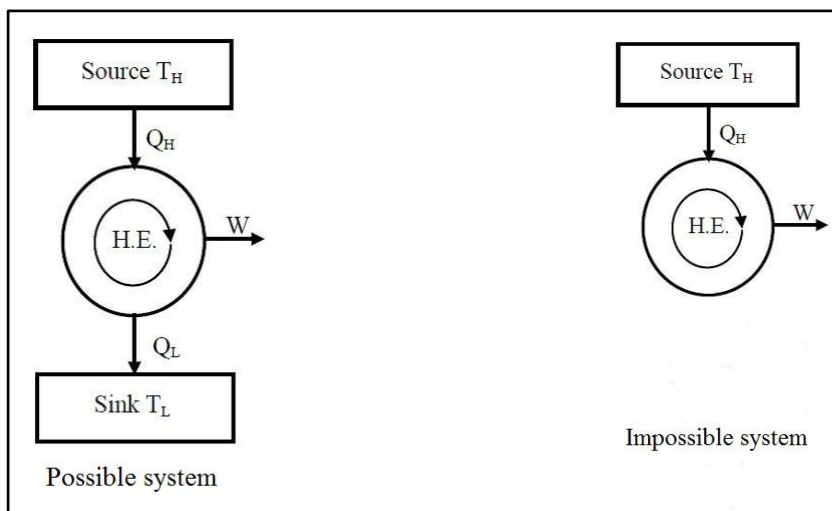 Source T_H
Q_H
H.E.
W
Q_L
Sink T_L
Possible system
Source T_H
Q_H
H.E.
W
Impossible system